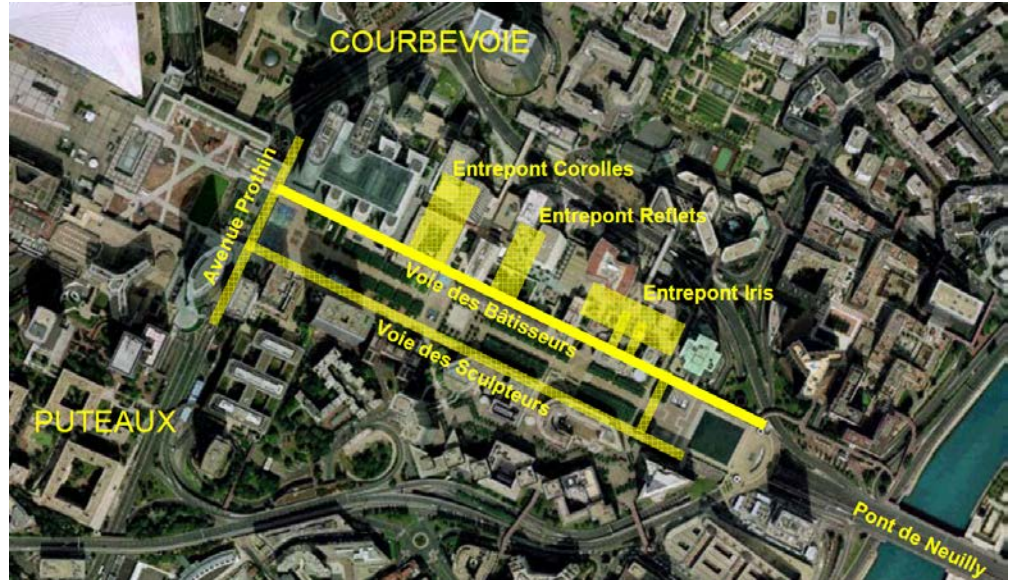 COURBEVOIE
Entrepont Corolles
Avenue Prothin
Entrepont Reflets
Voie des Bâtisseurs
Entrepont Iris
Voie des Sculpteurs
PUTEAUX
Pont de Neuilly